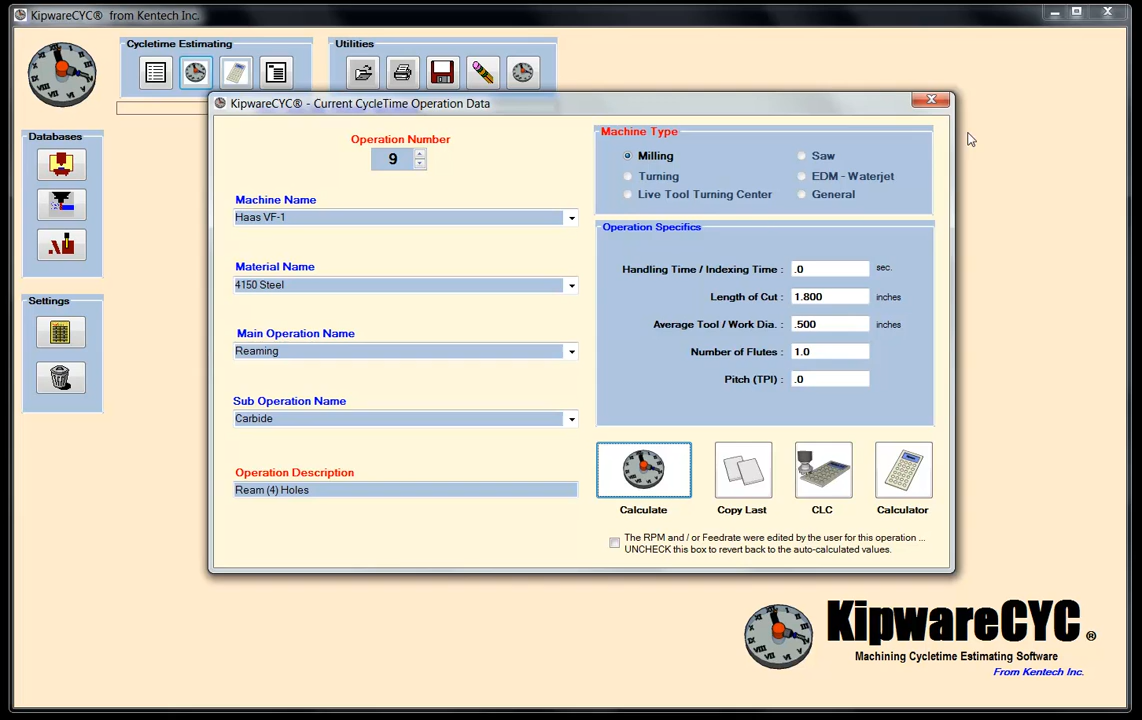 KipwareCYC® from Kentech Inc.
Cycletime Estimating
Utilities
Databases
Settings
KipwareCYC® - Current CycleTime Operation Data
Operation Number
9
Machine Name
Haas VF-1
Material Name
4150 Steel
Main Operation Name
Reaming
Sub Operation Name
Carbide
Operation Description
Ream (4) Holes
Machine Type
Milling
Saw
Turning
EDM - Waterjet
Live Tool Turning Center
General
Operation Specifics
Handling Time / Indexing Time : .0 sec.
Length of Cut : 1.800 inches
Average Tool / Work Dia. : .500 inches
Number of Flutes : 1.0
Pitch (TPI) : .0
Calculate
Copy Last
CLC
Calculator
The RPM and / or Feedrate were edited by the user for this operation ...
UNCHECK this box to revert back to the auto-calculated values.
KipwareCYC®
Machining Cycletime Estimating Software
From Kentech Inc.